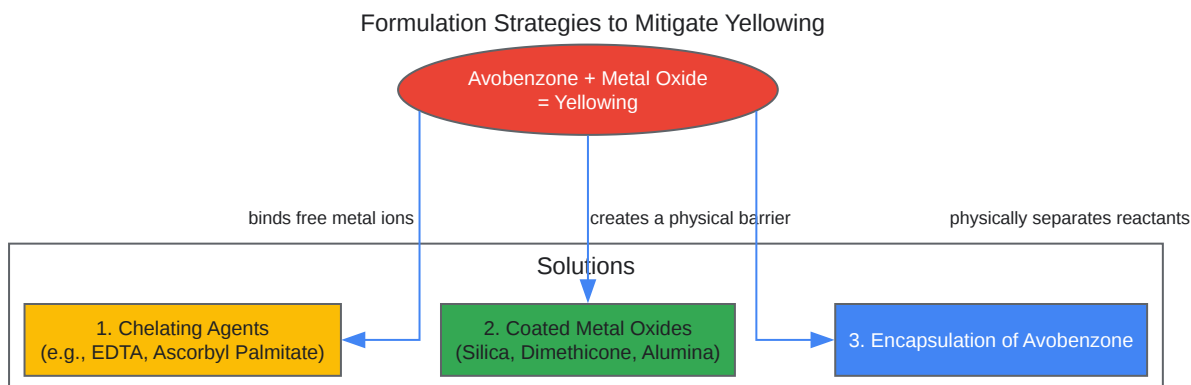 Formulation Strategies to Mitigate Yellowing
Avobenzone + Metal Oxide
= Yellowing
binds free metal ions
creates a physical barrier
physically separates reactants
Solutions
1. Chelating Agents
(e.g., EDTA, Ascorbyl Palmitate)
2. Coated Metal Oxides
(Silica, Dimethicone, Alumina)
3. Encapsulation of Avobenzone